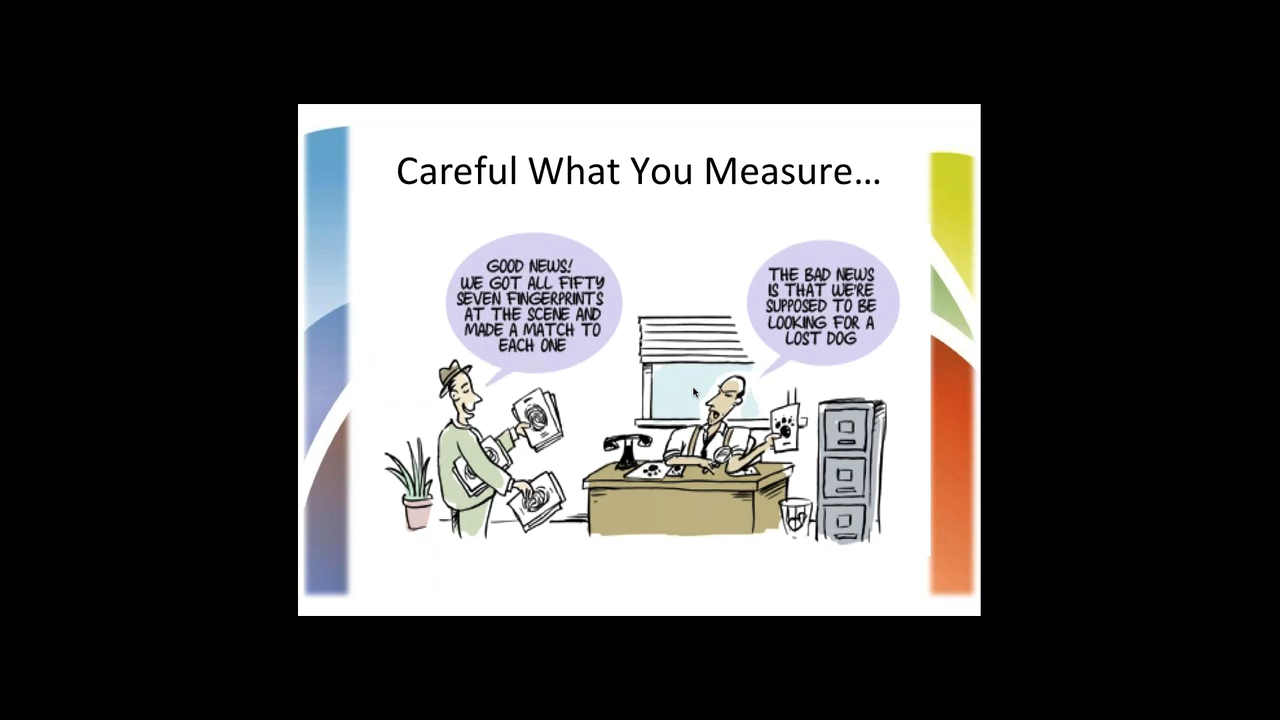 Careful What You Measure...
GOOD NEWS!
WE GOT ALL FIFTY
SEVEN FINGERPRINTS
AT THE SCENE AND
MADE A MATCH TO
EACH ONE
THE BAD NEWS
IS THAT WE'RE
SUPPOSED TO BE
LOOKING FOR A
LOST DOG